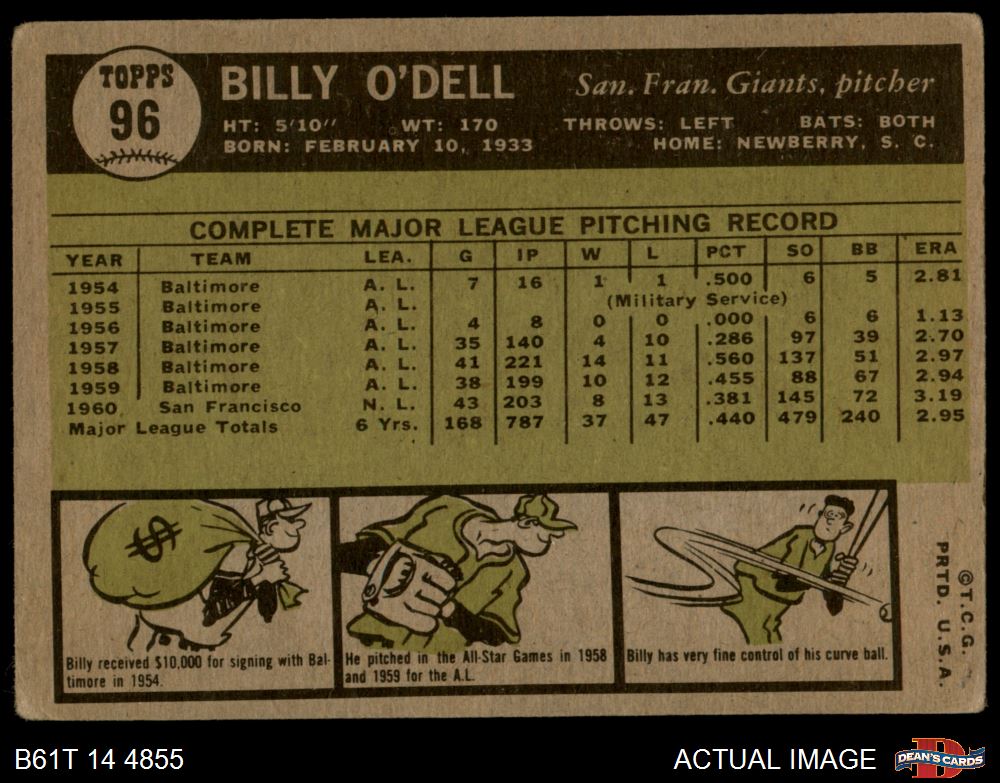 TOPPS
96
BILLY O'DELL
San. Fran. Giants, pitcher
HT: 5'10" WT: 170 THROWS: LEFT BATS: BOTH
BORN: FEBRUARY 10, 1933 HOME: NEWBERRY, S. C.
COMPLETE MAJOR LEAGUE PITCHING RECORD
YEAR TEAM LEA. G IP W L PCT SO BB ERA
1954 Baltimore A. L. 7 16 1 1 .500 6 5 2.81
1955 Baltimore A. L. (Military Service)
1956 Baltimore A. L. 4 8 0 0 .000 6 6 1.13
1957 Baltimore A. L. 35 140 4 10 .286 97 39 2.70
1958 Baltimore A. L. 41 221 14 11 .560 137 51 2.97
1959 Baltimore A. L. 38 199 10 12 .455 88 67 2.94
1960 San Francisco N. L. 43 203 8 13 .381 145 72 3.19
Major League Totals 6 Yrs. 168 787 37 47 .440 479 240 2.95
$
Billy received $10,000 for signing with Bal-
timore in 1954.
He pitched in the All-Star Games in 1958
and 1959 for the A.L.
Billy has very fine control of his curve ball.
© T.C.G.
PRTD. U.S.A.
B61T 14 4855
ACTUAL IMAGE
D
DEAN'S CARDS